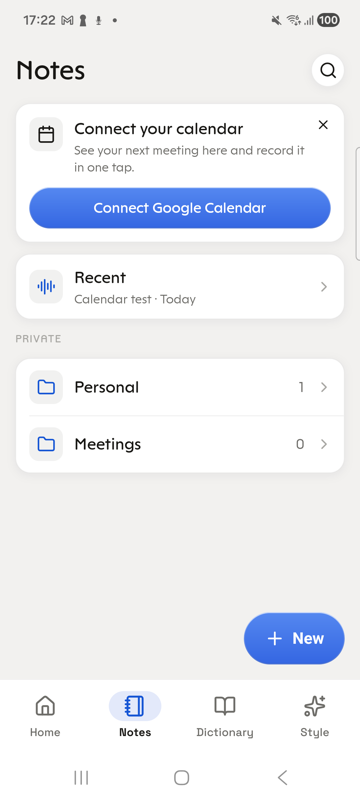 17:22 100
Notes
Connect your calendar
See your next meeting here and record it
in one tap.
Connect Google Calendar
Recent
Calendar test · Today
PRIVATE
Personal 1
Meetings 0
New
Home Notes Dictionary Style